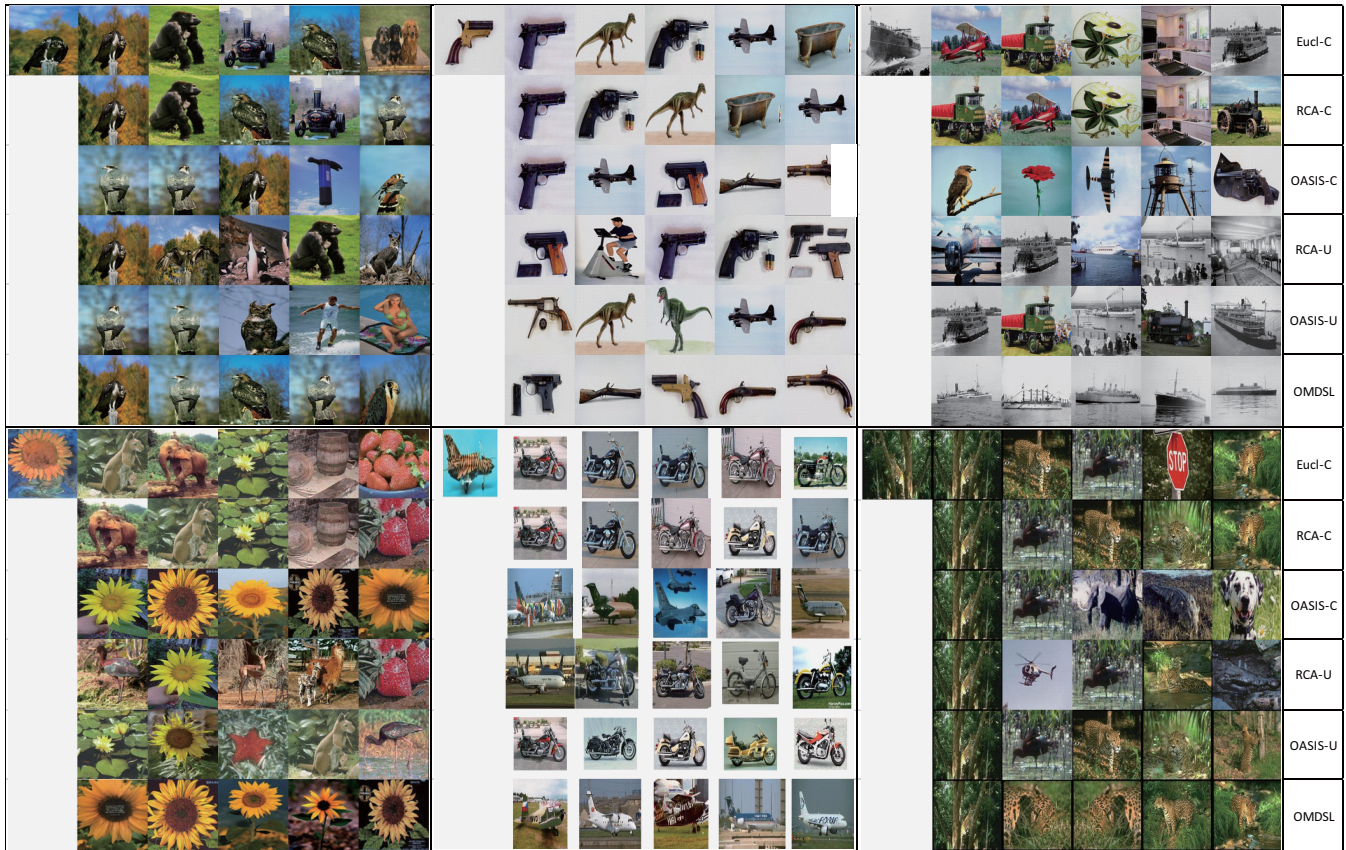 Eucl-C
RCA-C
OASIS-C
RCA-U
OASIS-U
OMDSL
STOP
Eucl-C
RCA-C
OASIS-C
RCA-U
OASIS-U
OMDSL